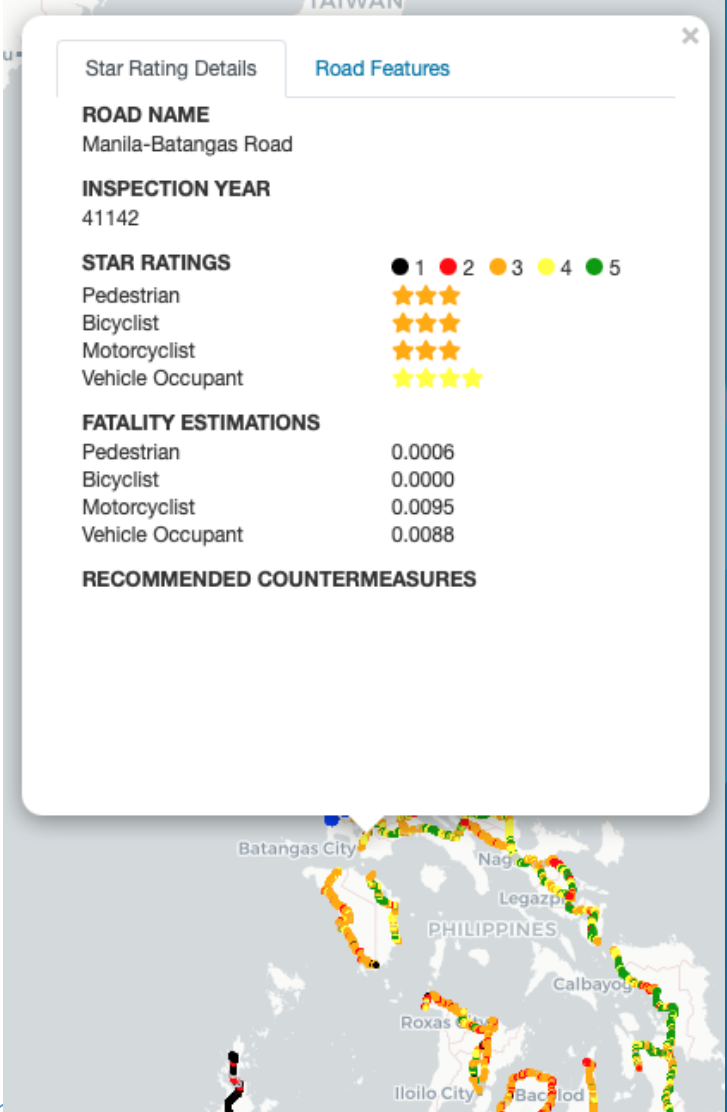 TAIWAN
×
Star Rating Details Road Features
ROAD NAME
Manila-Batangas Road
INSPECTION YEAR
41142
STAR RATINGS 1 2 3 4 5
Pedestrian
Bicyclist
Motorcyclist
Vehicle Occupant
FATALITY ESTIMATIONS
Pedestrian 0.0006
Bicyclist 0.0000
Motorcyclist 0.0095
Vehicle Occupant 0.0088
RECOMMENDED COUNTERMEASURES
Batangas City
Nag
Legazp
PHILIPPINES
Calbayog
Roxas City
Iloilo City
Bacolod